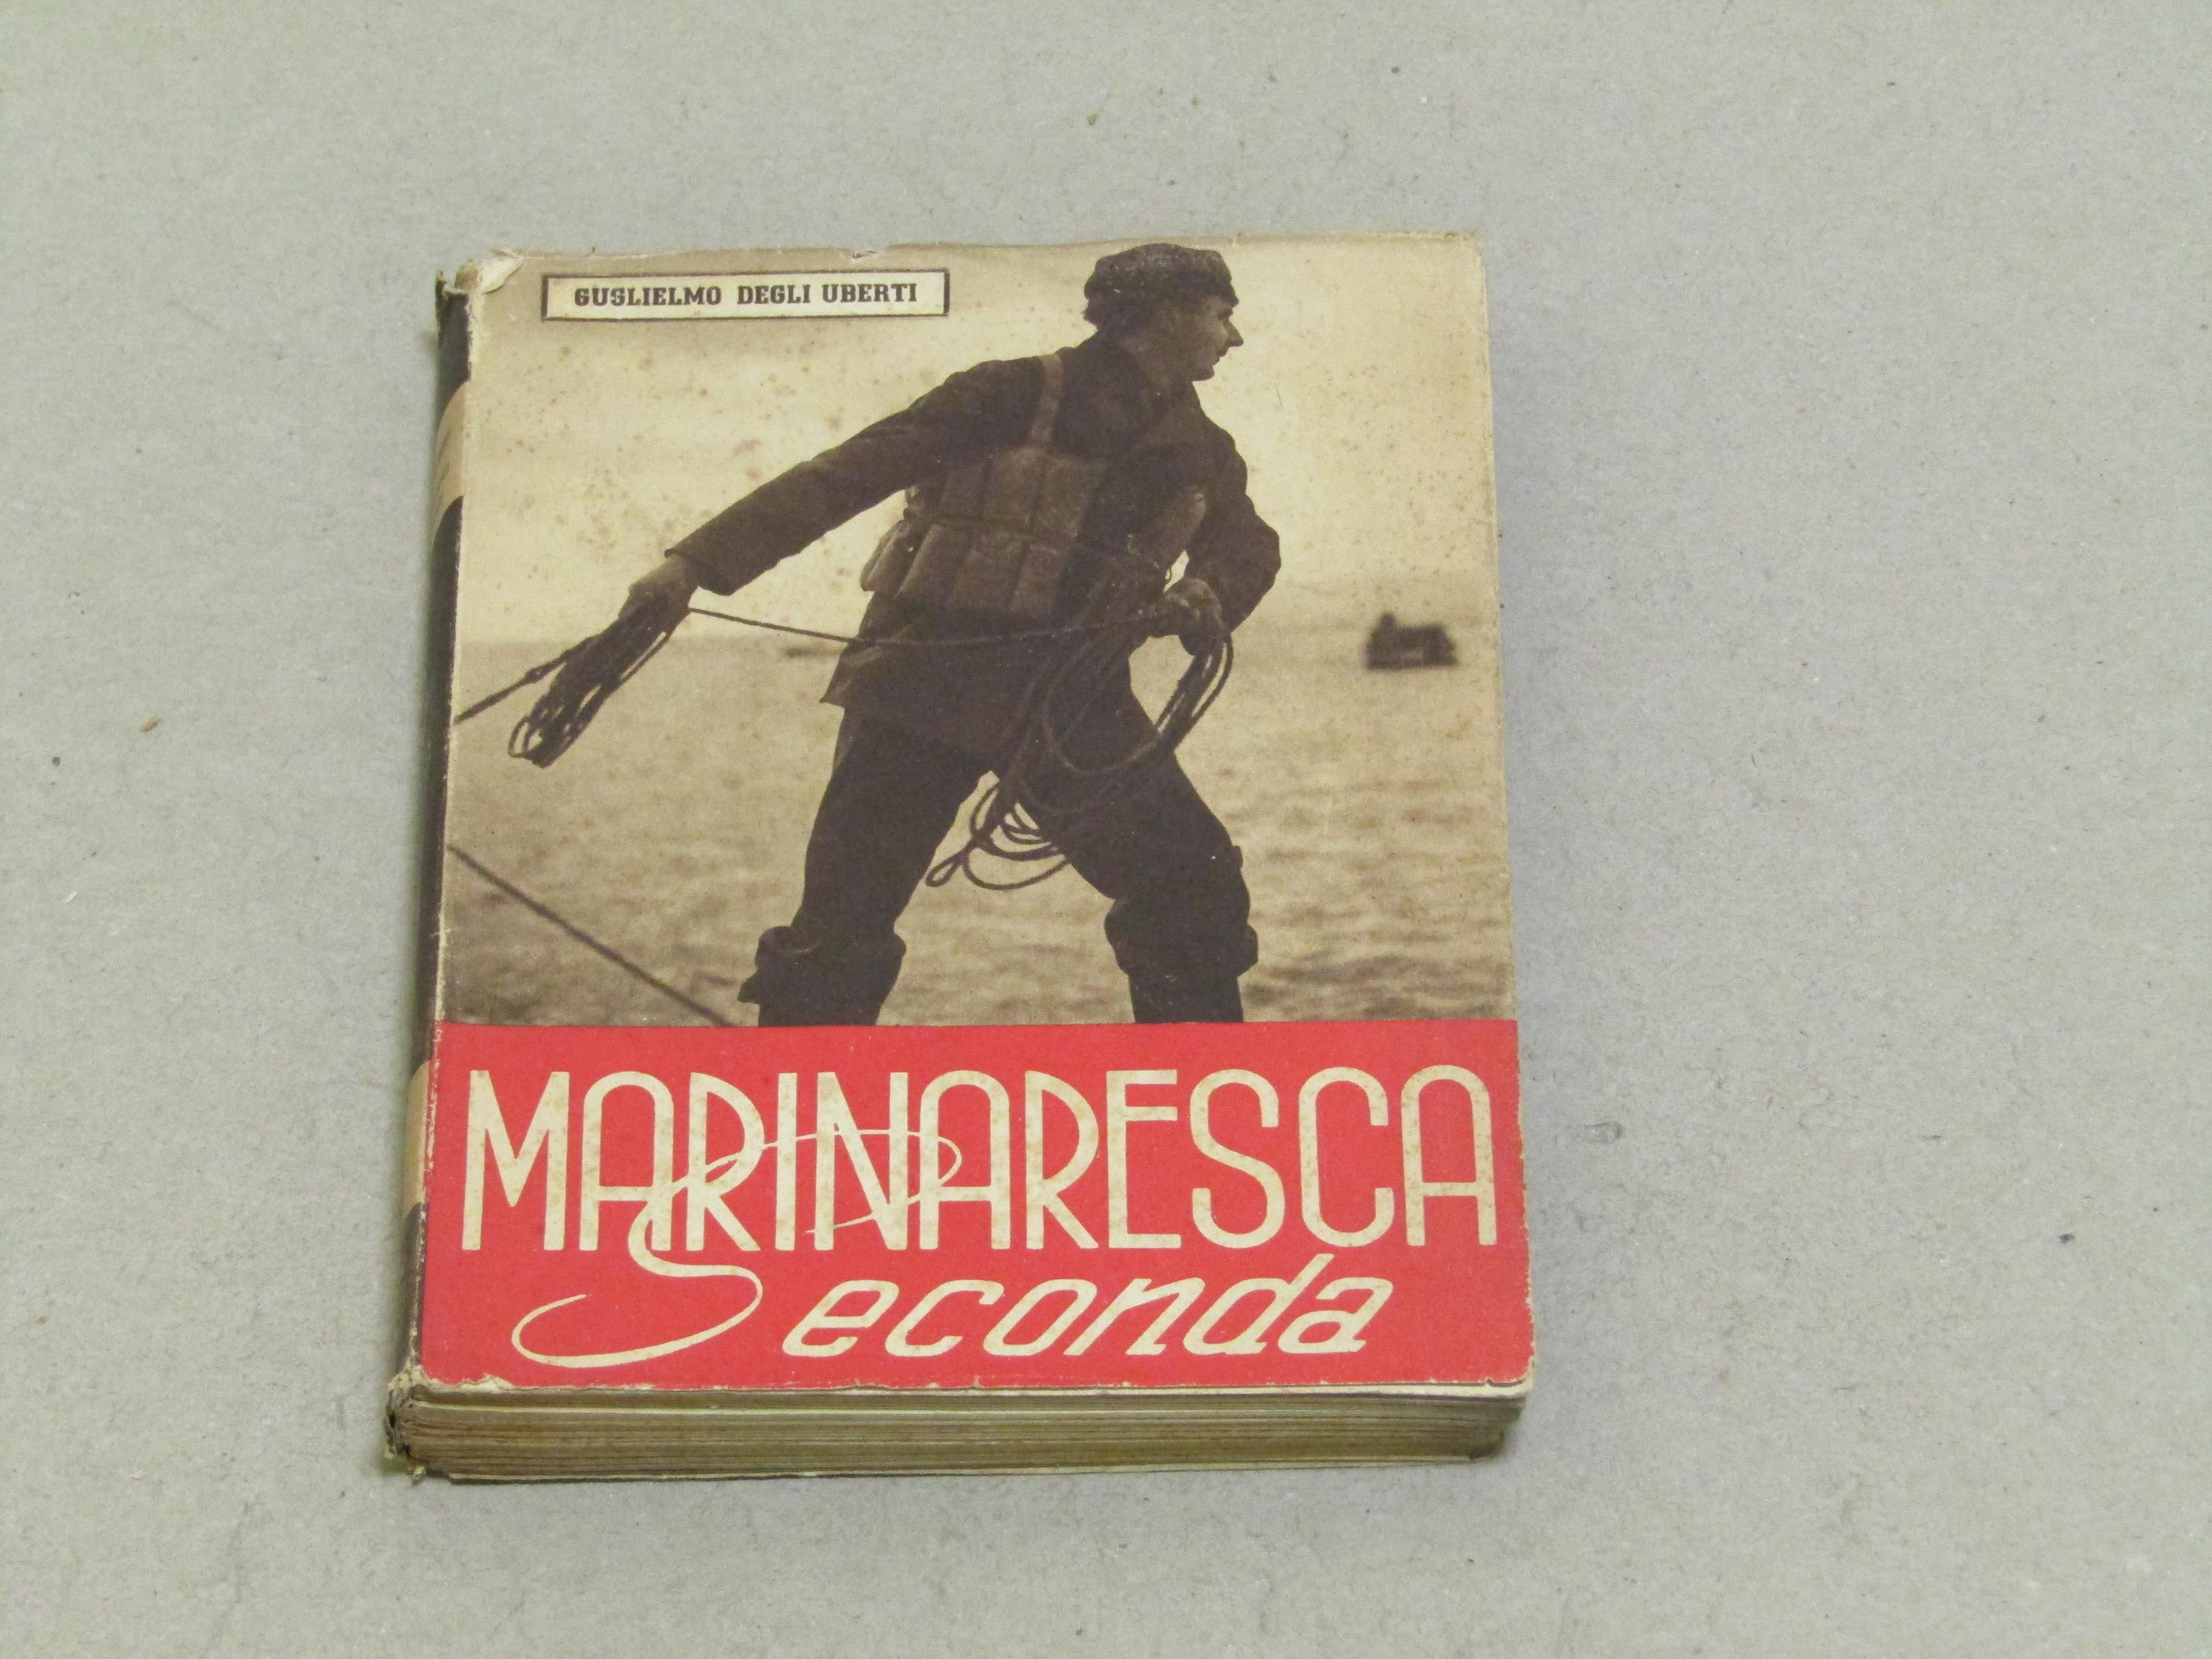 GUGLIELMO DEGLI UBERTI
MARINARESCA
Seconda